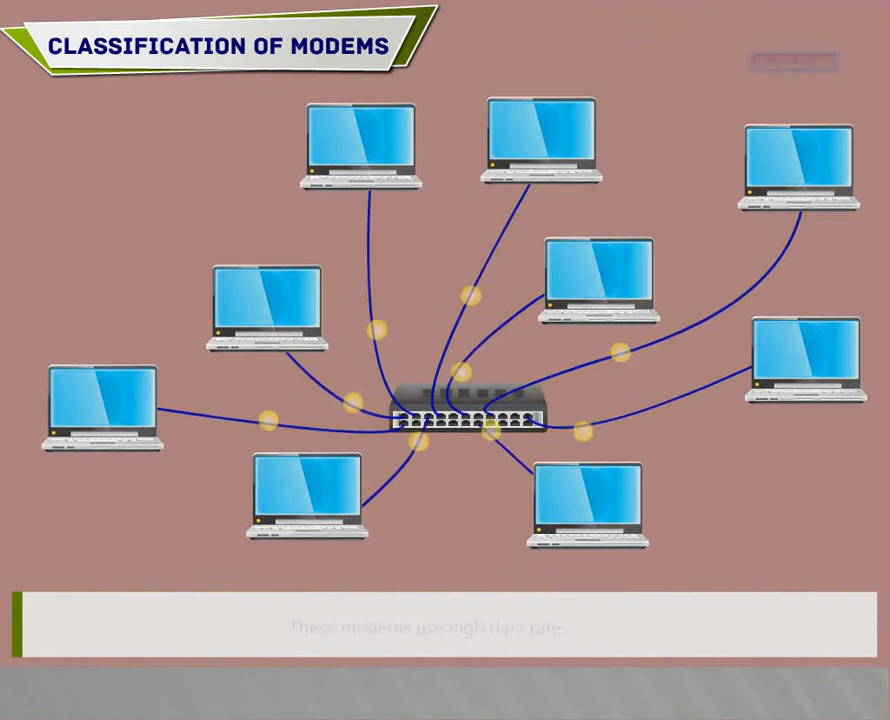 CLASSIFICATION OF MODEMS
These modems use high data rates